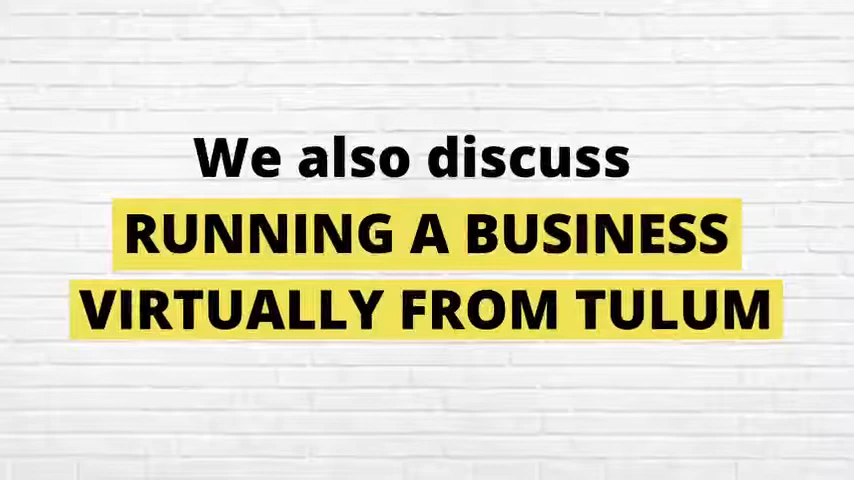 We also discuss
RUNNING A BUSINESS
VIRTUALLY FROM TULUM